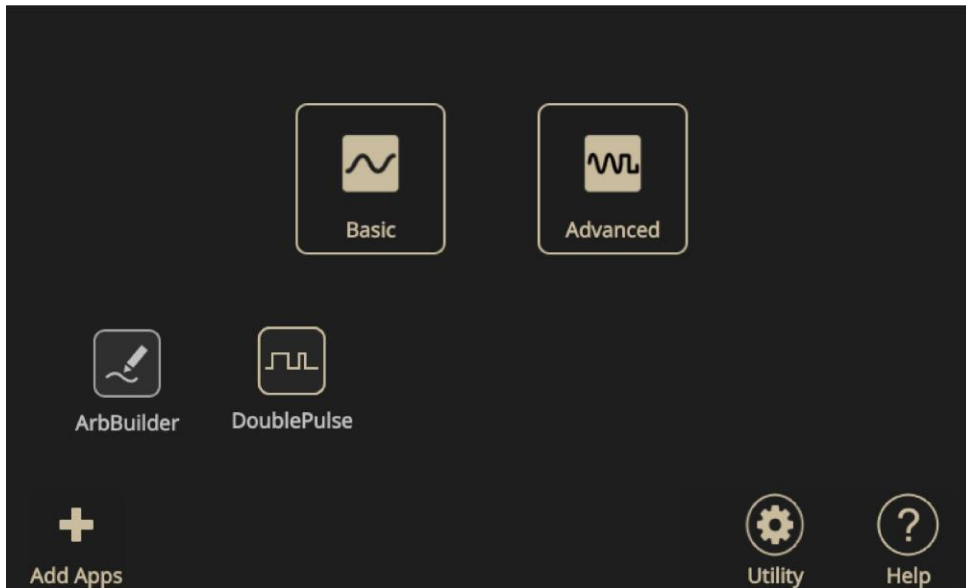 Basic
Advanced
ArbBuilder
DoublePulse
Add Apps
Utility
?
Help